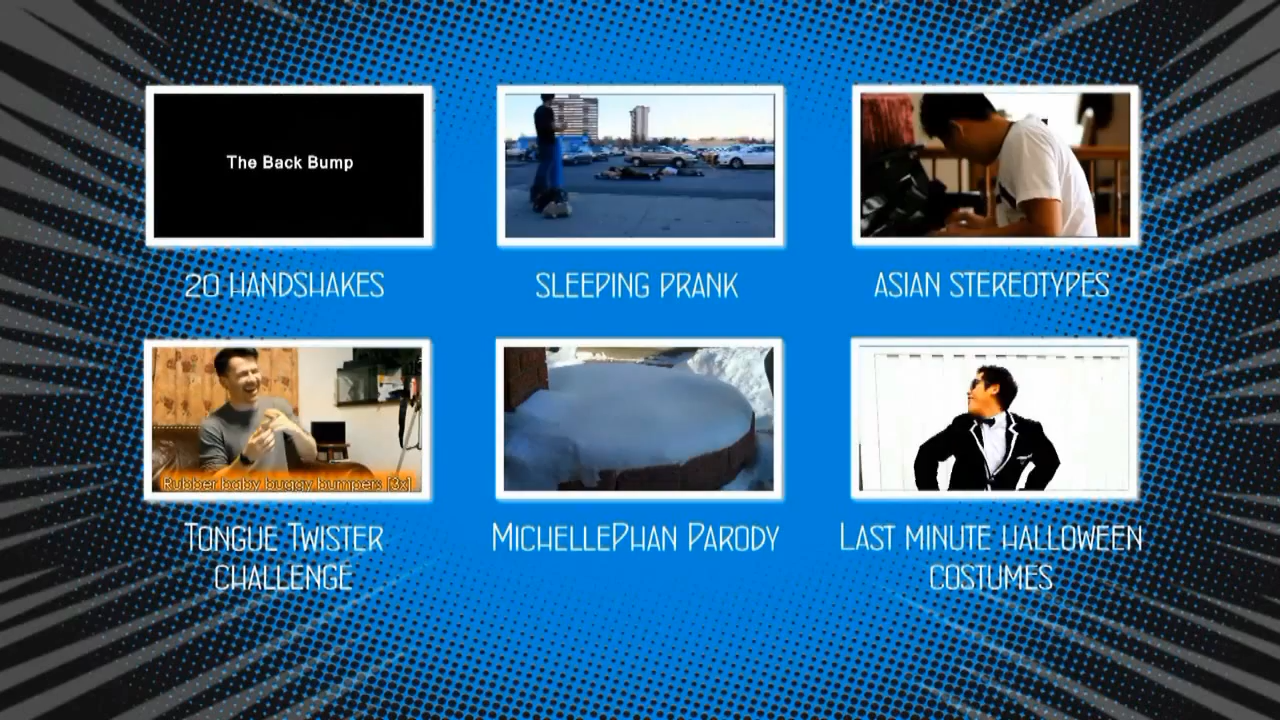 The Back Bump
20 HANDSHAKES
SLEEPING PRANK
ASIAN STEREOTYPES
Rubber baby buggy bumpers [3x]
TONGUE TWISTER
CHALLENGE
MICHELLEPHAN PARODY
LAST MINUTE HALLOWEEN
COSTUMES